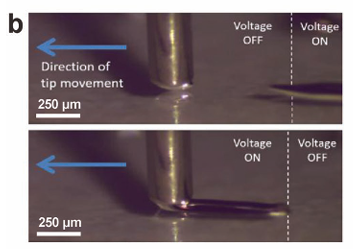 b
Voltage
OFF
Voltage
ON
Direction of
tip movement
250 µm
Voltage
ON
Voltage
OFF
250 µm